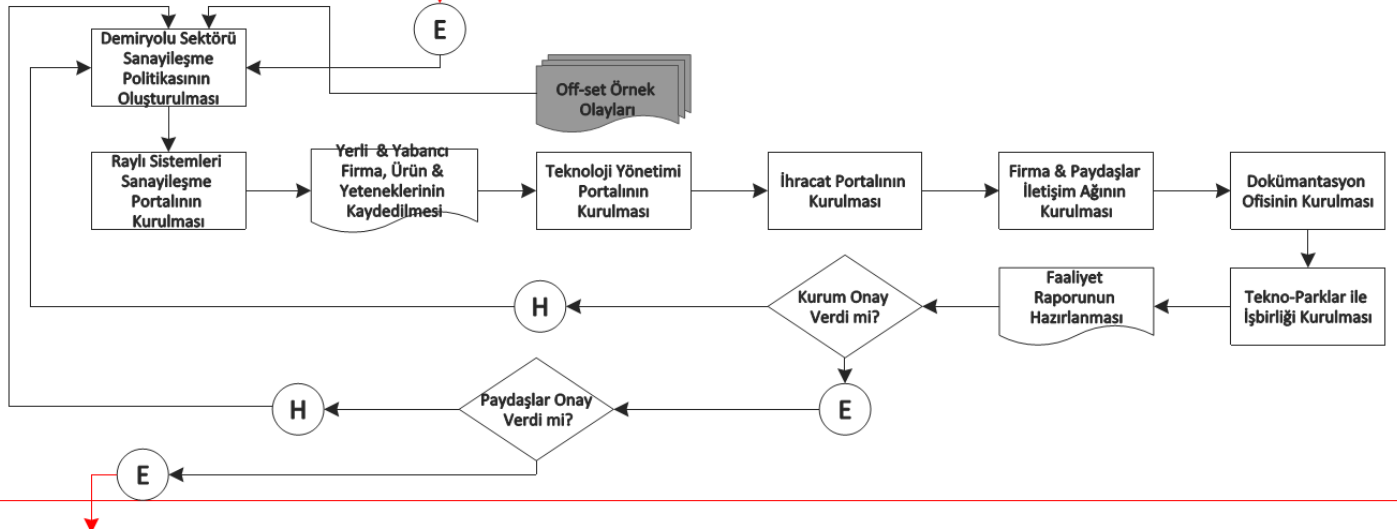 E
Demiryolu Sektörü
Sanayileşme
Politikasının
Oluşturulması
Off-set Örnek
Olayları
Raylı Sistemleri
Sanayileşme
Portalının
Kurulması
Yerli & Yabancı
Firma, Ürün &
Yeteneklerinin
Kaydedilmesi
Teknoloji Yönetimi
Portalının
Kurulması
İhracat Portalının
Kurulması
Firma & Paydaşlar
İletişim Ağının
Kurulması
Dokümantasyon
Ofisinin Kurulması
Tekno-Parklar ile
İşbirliği Kurulması
Faaliyet
Raporunun
Hazırlanması
Kurum Onay
Verdi mi?
H
E
Paydaşlar Onay
Verdi mi?
H
E